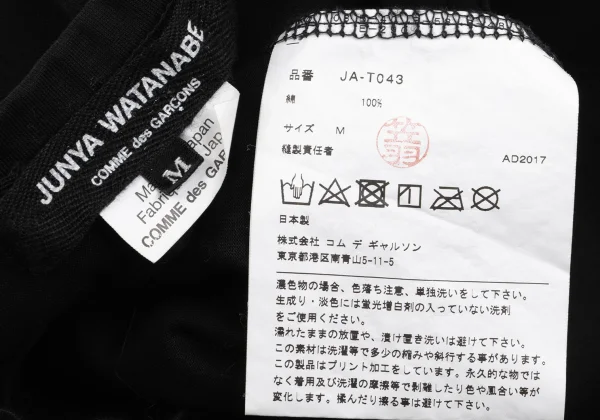 JUNYA WATANABE
COMME des GARÇONS
M
COMME des GAR
品番 JA-T043
綿 100%
サイズ M
縫製責任者
AD2017
日本製
株式会社 コム デ ギャルソン
東京都港区南青山5-11-5
濃色物の場合、色落ち注意、単独洗いをして下さい。
生成り・淡色には蛍光増白剤の入っていない洗剤
をご使用ください。
濡れたままの放置や、漬け置き洗いは避けて下さい。
この素材は洗濯等で多少の縮みや斜行する事があります。
この製品はプリント加工をしています。永久的な物では
なく着用及び洗濯の摩擦等で剥離したり色や風合い等が
変化します。揉んだり擦る事は避けて下さい。